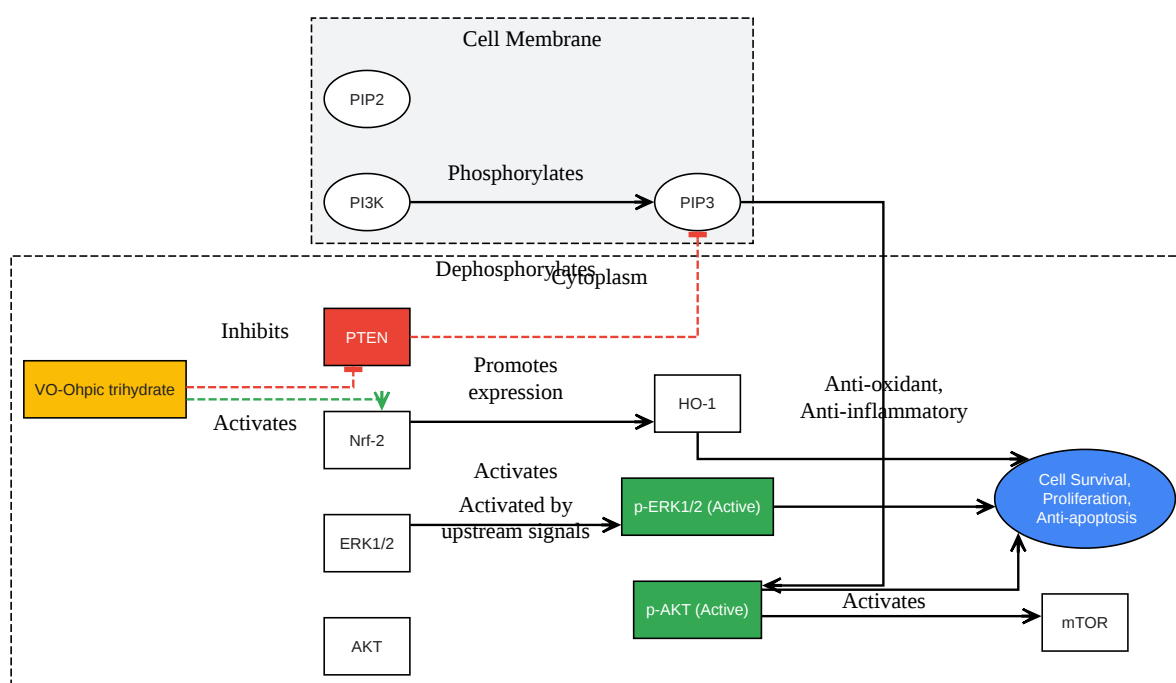 Cell Membrane
PIP2
Phosphorylates
PI3K
PIP3
Dephosphorylates
Cytoplasm
Inhibits
PTEN
VO-Ohpic trihydrate
Promotes
expression
Activates
Nrf-2
HO-1
Anti-oxidant,
Anti-inflammatory
Activates
Activated by
upstream signals
ERK1/2
p-ERK1/2 (Active)
Cell Survival,
Proliferation,
Anti-apoptosis
p-AKT (Active)
Activates
mTOR
AKT